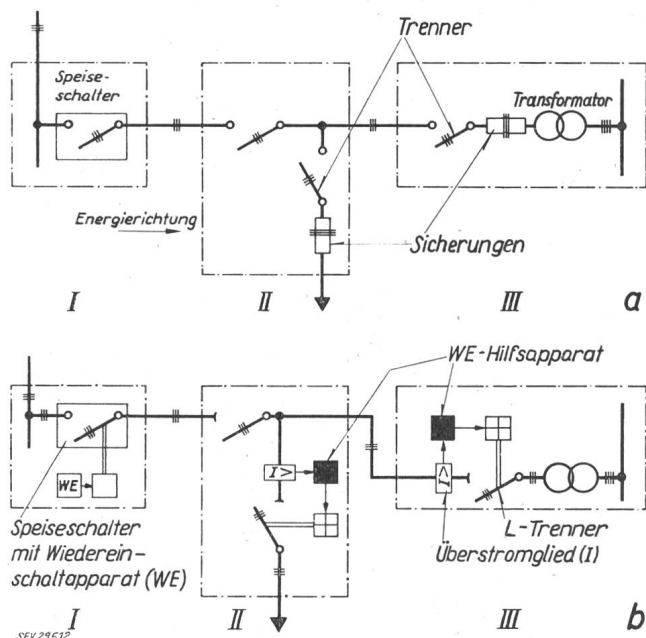 Speise-
schalter
Trenner
Transformator
Energierichtung
Sicherungen
I
II
III
a
WE-Hilfsapparat
WE
I>
I>
Speiseschalter
mit Wiederein-
schaltapparat (WE)
L-Trenner
Überstromglied (I)
I
II
III
b
SEV 29672